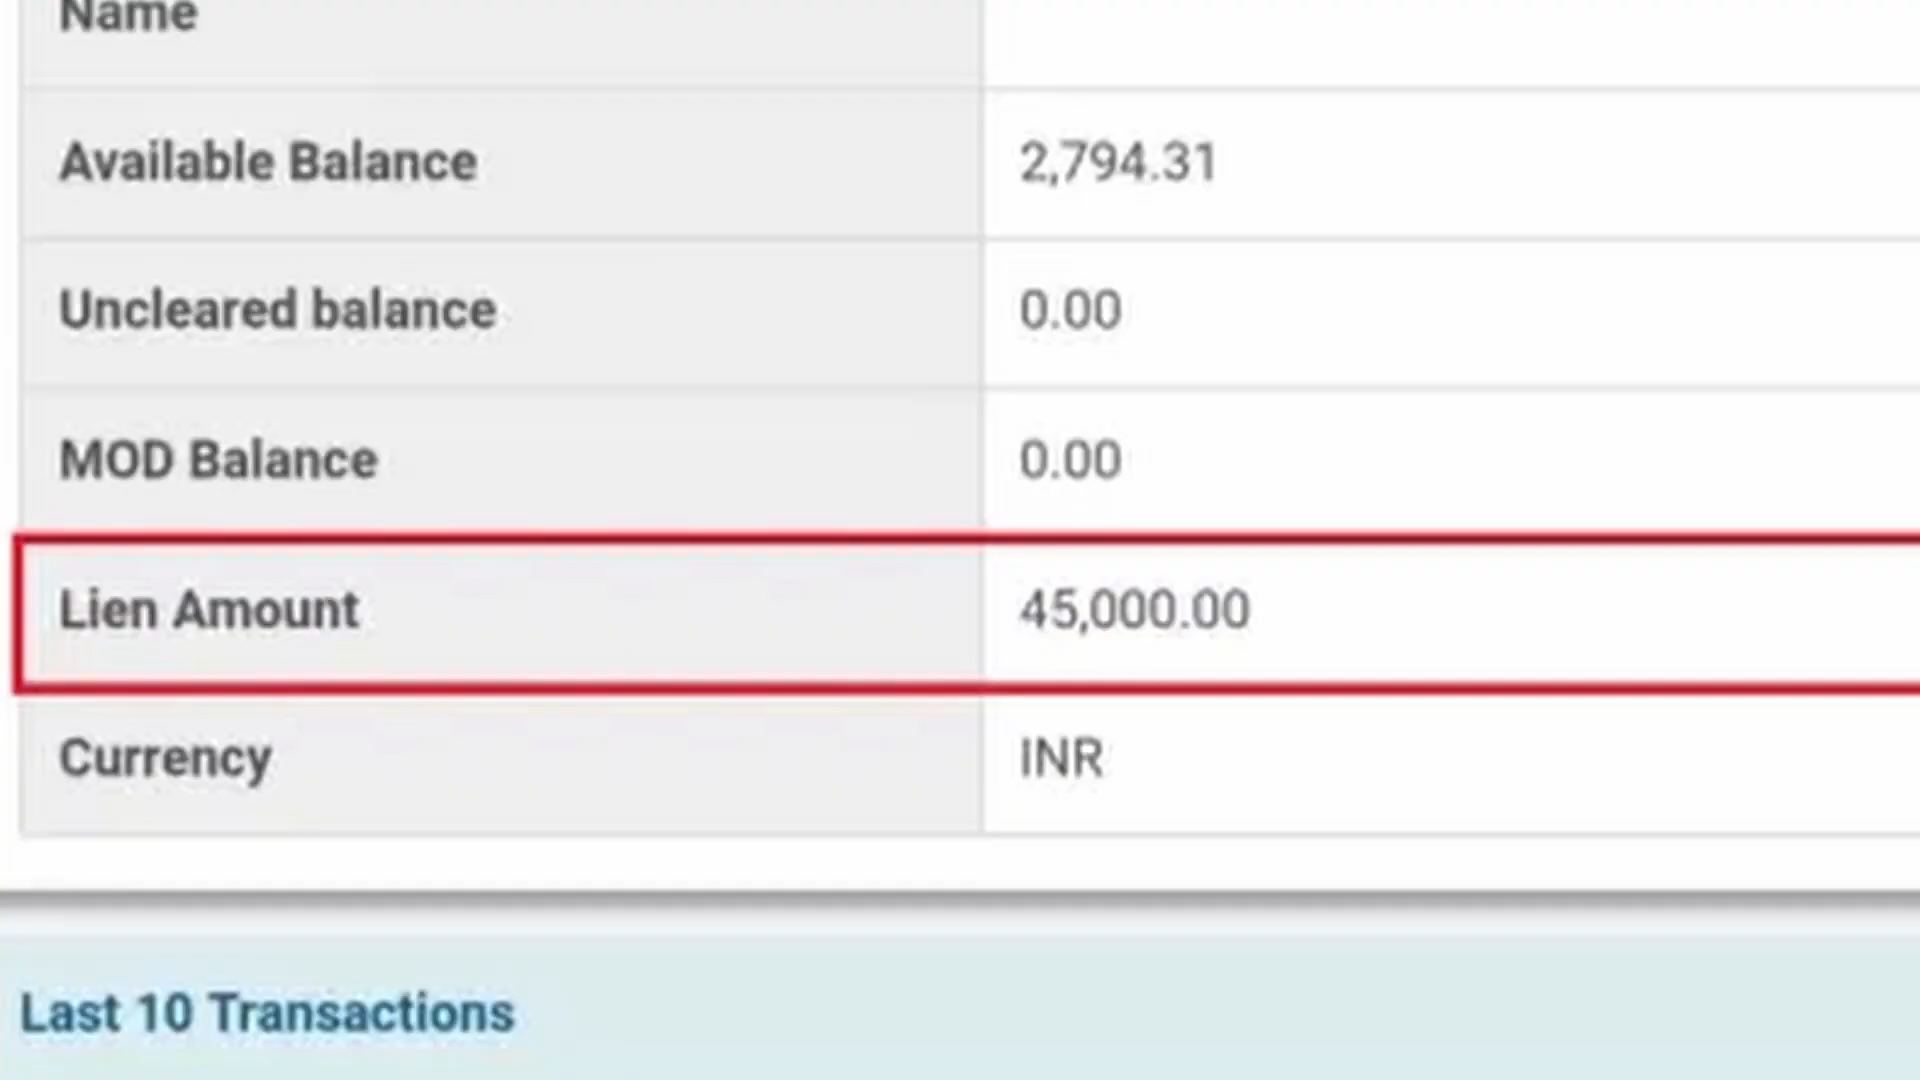 Name
Available Balance 2,794.31
Uncleared balance 0.00
MOD Balance 0.00
Lien Amount 45,000.00
Currency INR
Last 10 Transactions